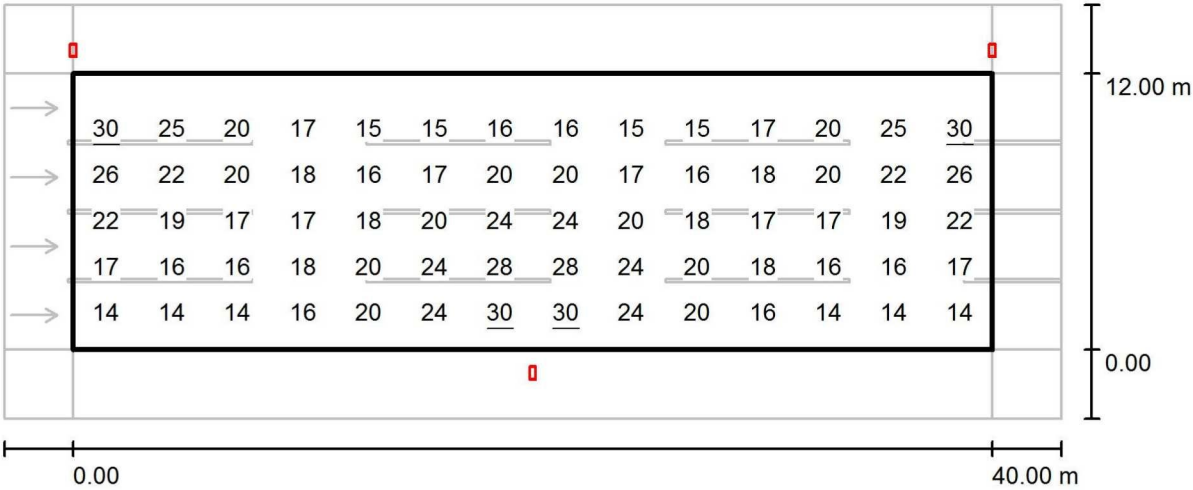 12.00 m
30 25 20 17 15 15 16 16 15 15 17 20 25 30
26 22 20 18 16 17 20 20 17 16 18 20 22 26
22 19 17 17 18 20 24 24 20 18 17 17 19 22
17 16 16 18 20 24 28 28 24 20 18 16 16 17
14 14 14 16 20 24 30 30 24 20 16 14 14 14
0.00
0.00 40.00 m